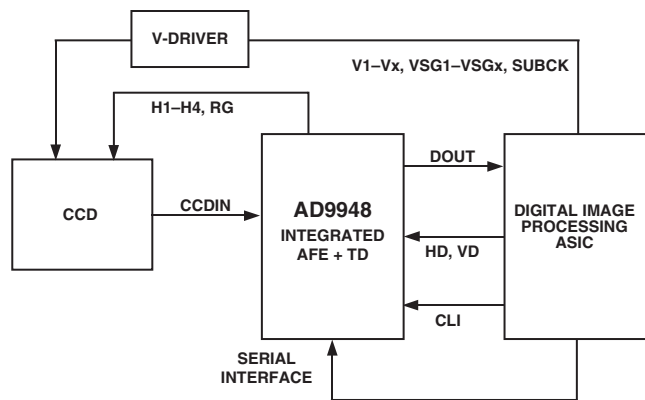 V-DRIVER
V1–Vx, VSG1–VSGx, SUBCK
H1–H4, RG
DOUT
CCD
CCDIN
AD9948
INTEGRATED
AFE + TD
DIGITAL IMAGE
PROCESSING
ASIC
HD, VD
CLI
SERIAL
INTERFACE